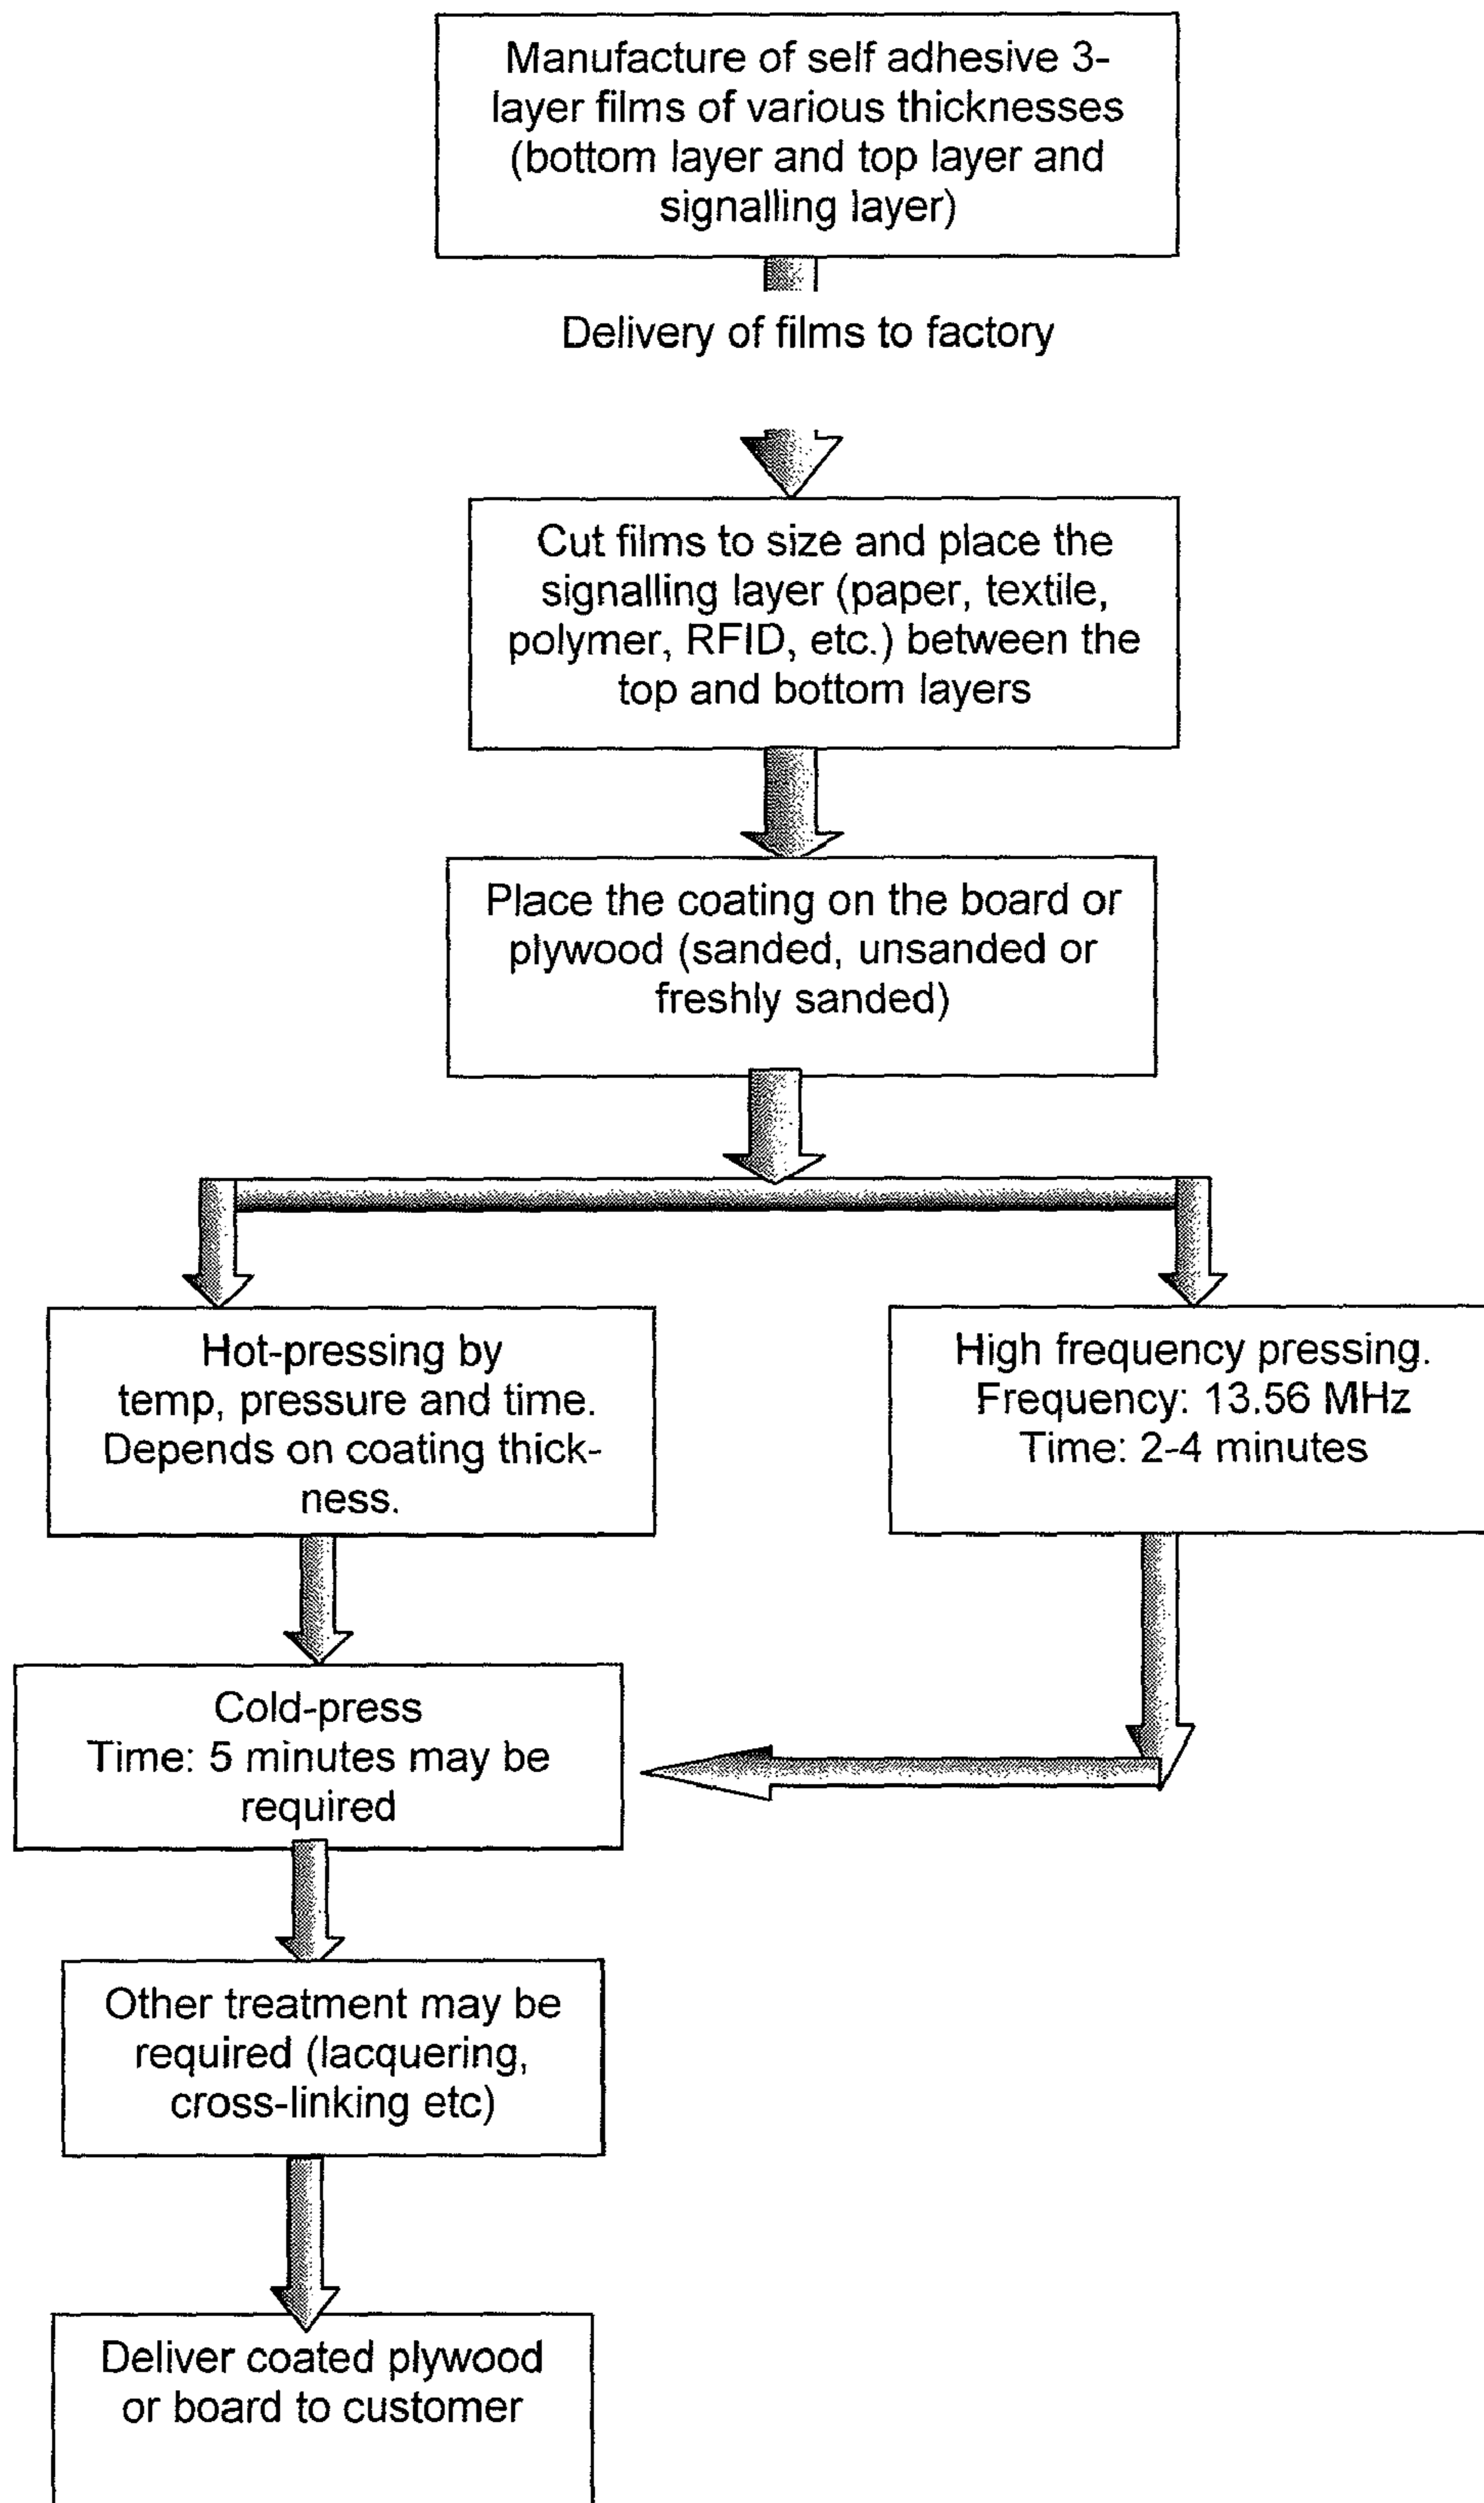 Manufacture of self adhesive 3-
layer films of various thicknesses
(bottom layer and top layer and
signalling layer)
Delivery of films to factory
Cut films to size and place the
signalling layer (paper, textile,
polymer, RFID, etc.) between the
top and bottom layers
Place the coating on the board or
plywood (sanded, unsanded or
freshly sanded)
Hot-pressing by
temp, pressure and time.
Depends on coating thick-
ness.
High frequency pressing.
Frequency: 13.56 MHz
Time: 2-4 minutes
Cold-press
Time: 5 minutes may be
required
Other treatment may be
required (lacquering,
cross-linking etc)
Deliver coated plywood
or board to customer